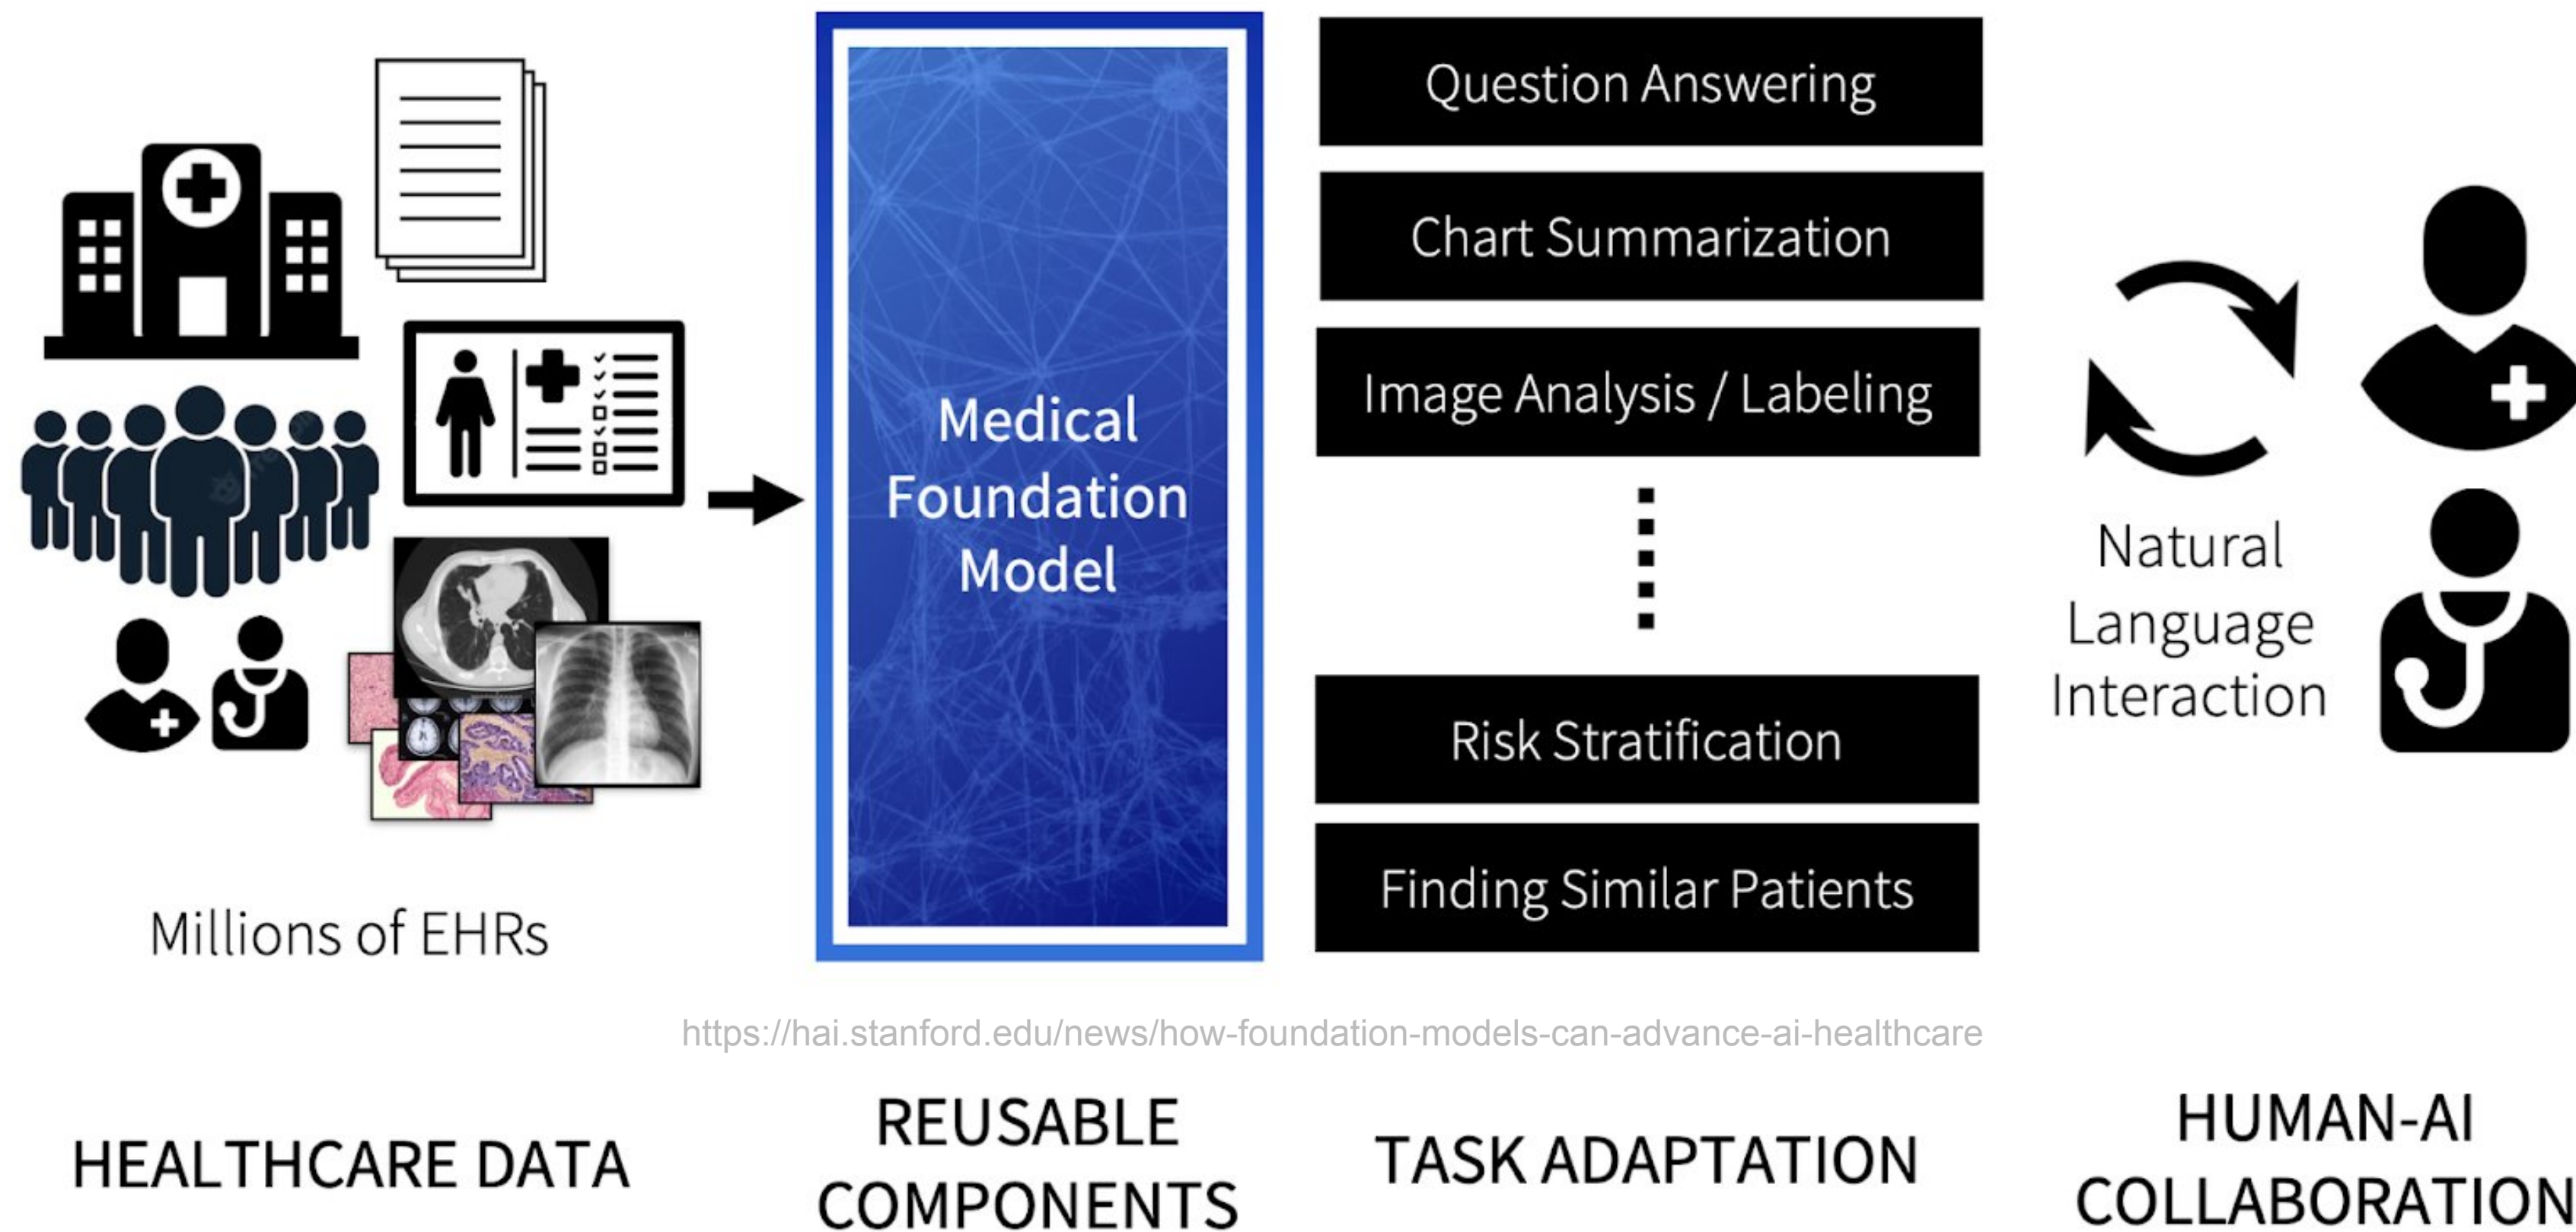 Question Answering
Chart Summarization
Image Analysis / Labeling
Medical
Foundation
Model
Natural
Language
Interaction
Risk Stratification
Finding Similar Patients
Millions of EHRs
https://hai.stanford.edu/news/how-foundation-models-can-advance-ai-healthcare
HEALTHCARE DATA
REUSABLE
COMPONENTS
TASK ADAPTATION
HUMAN-AI
COLLABORATION